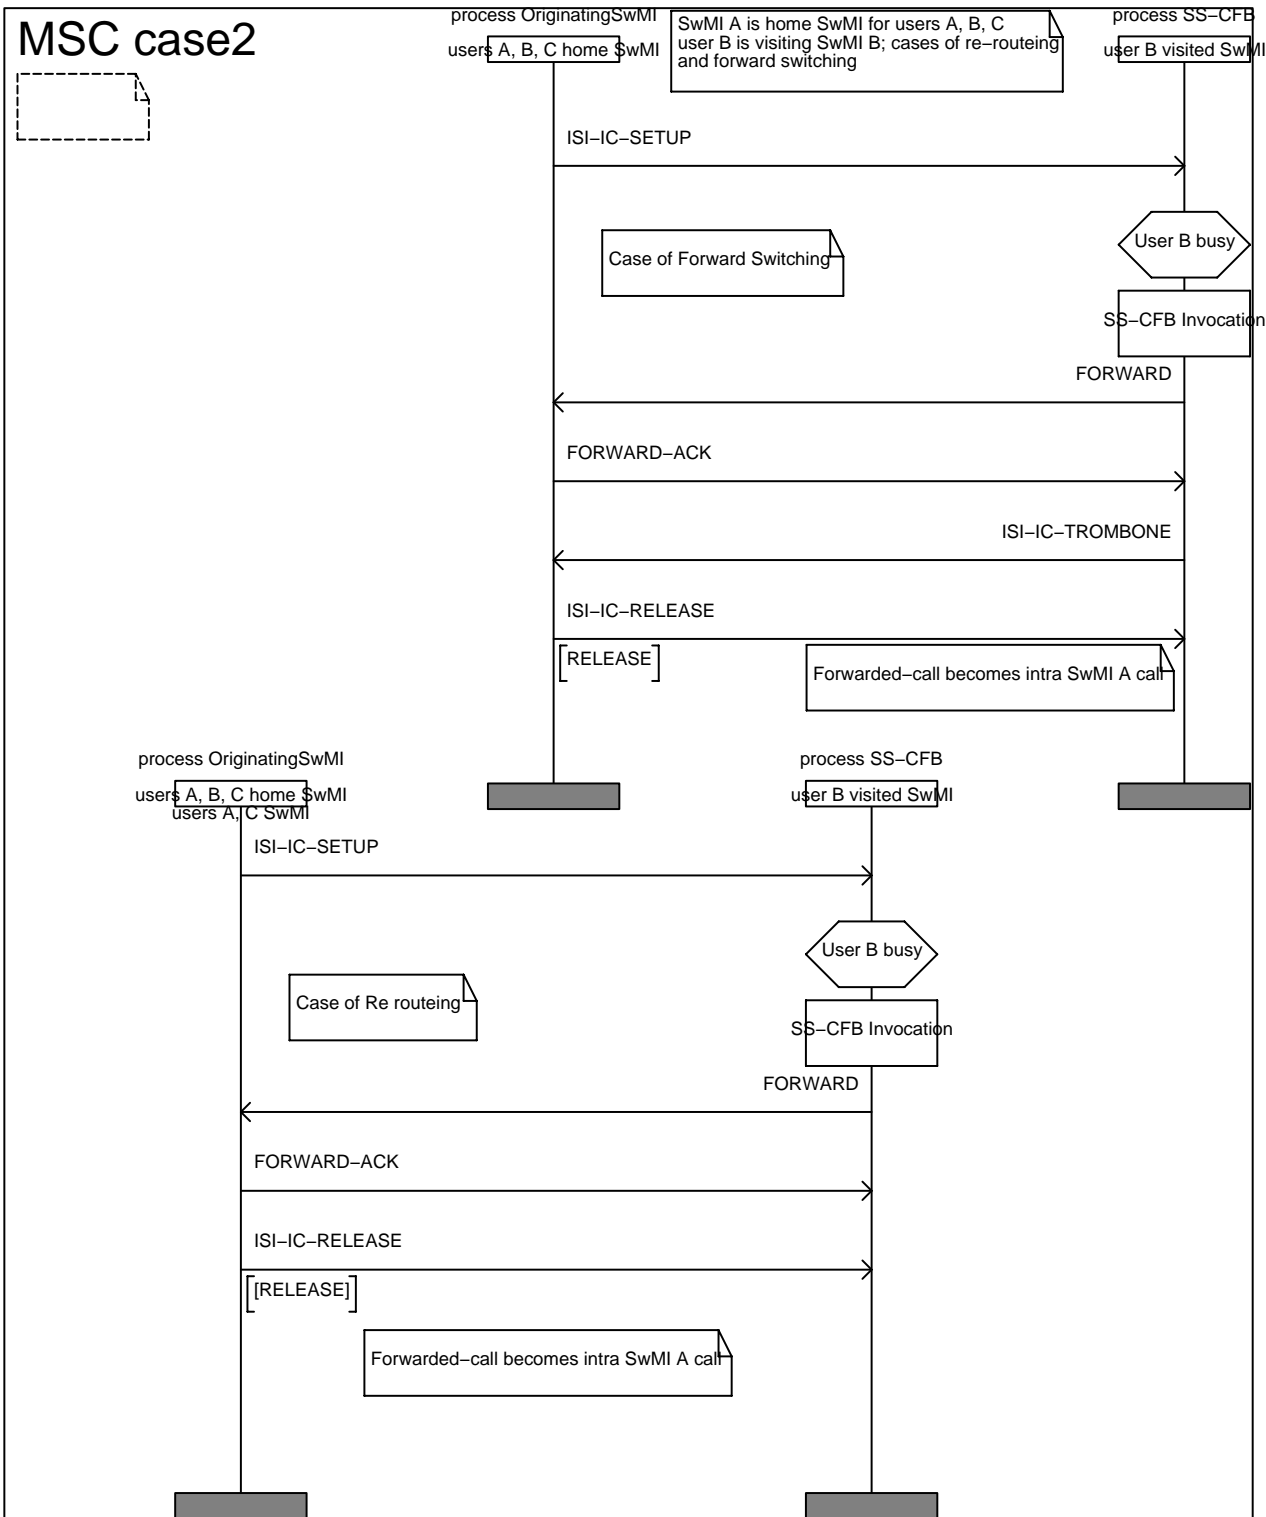 MSC case2
process OriginatingSwMI
users A, B, C home SwMI
SwMI A is home SwMI for users A, B, C
user B is visiting SwMI B; cases of re−routeing
and forward switching
process SS−CFB
user B visited SwMI
ISI−IC−SETUP
User B busy
Case of Forward Switching
SS−CFB Invocation
FORWARD
FORWARD−ACK
ISI−IC−TROMBONE
ISI−IC−RELEASE
RELEASE
Forwarded−call becomes intra SwMI A call
process OriginatingSwMI
users A, B, C home SwMI
users A, C SwMI
process SS−CFB
user B visited SwMI
ISI−IC−SETUP
User B busy
Case of Re routeing
SS−CFB Invocation
FORWARD
FORWARD−ACK
ISI−IC−RELEASE
[RELEASE]
Forwarded−call becomes intra SwMI A call